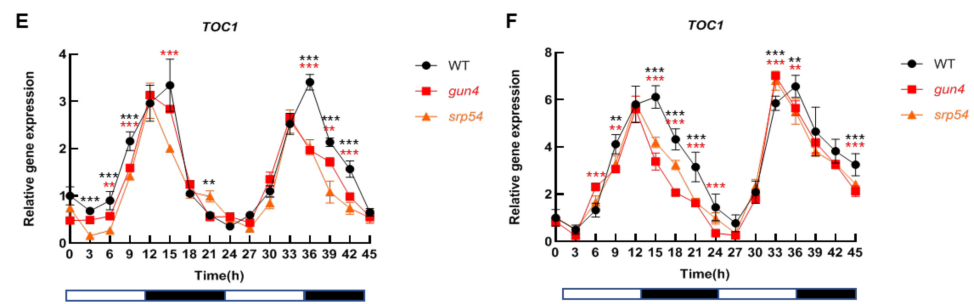 E
TOC1
Relative gene expression
4
3
2
1
0
***
**
***
***
***
**
***
***
**
***
***
***
0 3 6 9 12 15 18 21 24 27 30 33 36 39 42 45
Time(h)
WT
gun4
srp54
F
TOC1
Relative gene expression
8
6
4
2
0
***
**
**
***
***
***
***
***
***
***
***
***
**
**
***
***
0 3 6 9 12 15 18 21 24 27 30 33 36 39 42 45
Time(h)
WT
gun4
srp54